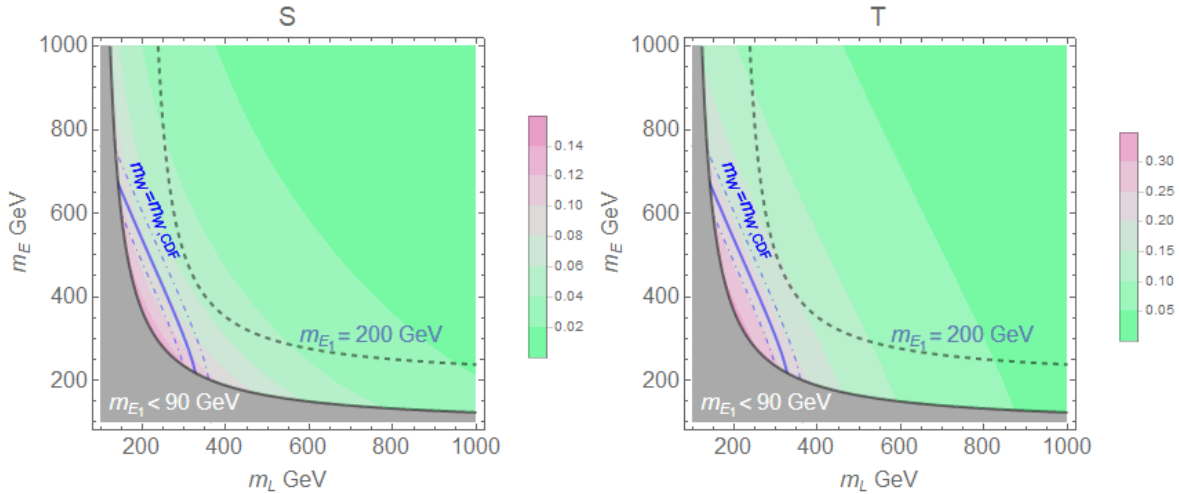 S
1000
800
600
400
200
m_E GeV
m_W=m_W,CDF
m_E₁ = 200 GeV
m_E₁ < 90 GeV
200
400
600
800
1000
m_L GeV
0.14
0.12
0.10
0.08
0.06
0.04
0.02
T
1000
800
600
400
200
m_E GeV
m_W=m_W,CDF
m_E₁ = 200 GeV
m_E₁ < 90 GeV
200
400
600
800
1000
m_L GeV
0.30
0.25
0.20
0.15
0.10
0.05